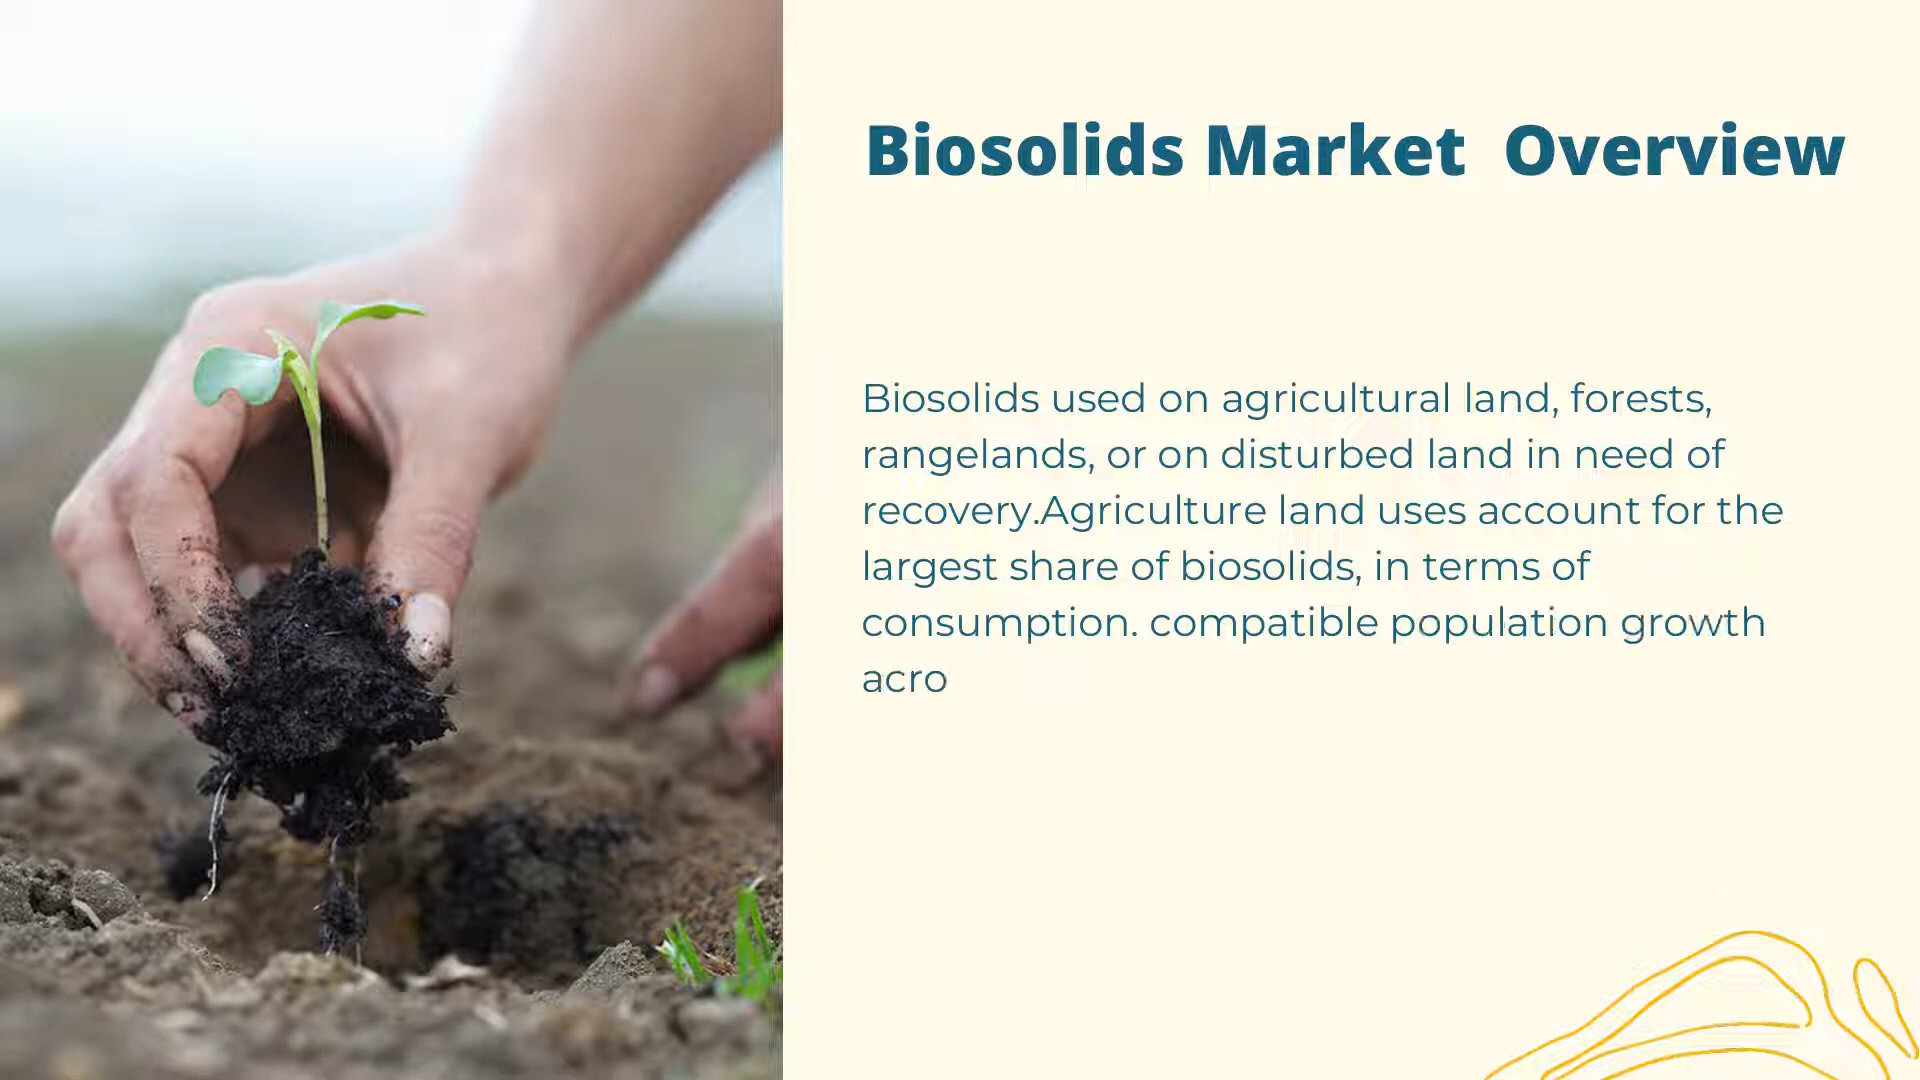 Biosolids Market  Overview
Biosolids used on agricultural land, forests,
rangelands, or on disturbed land in need of
recovery.Agriculture land uses account for the
largest share of biosolids, in terms of
consumption. compatible population growth
acro